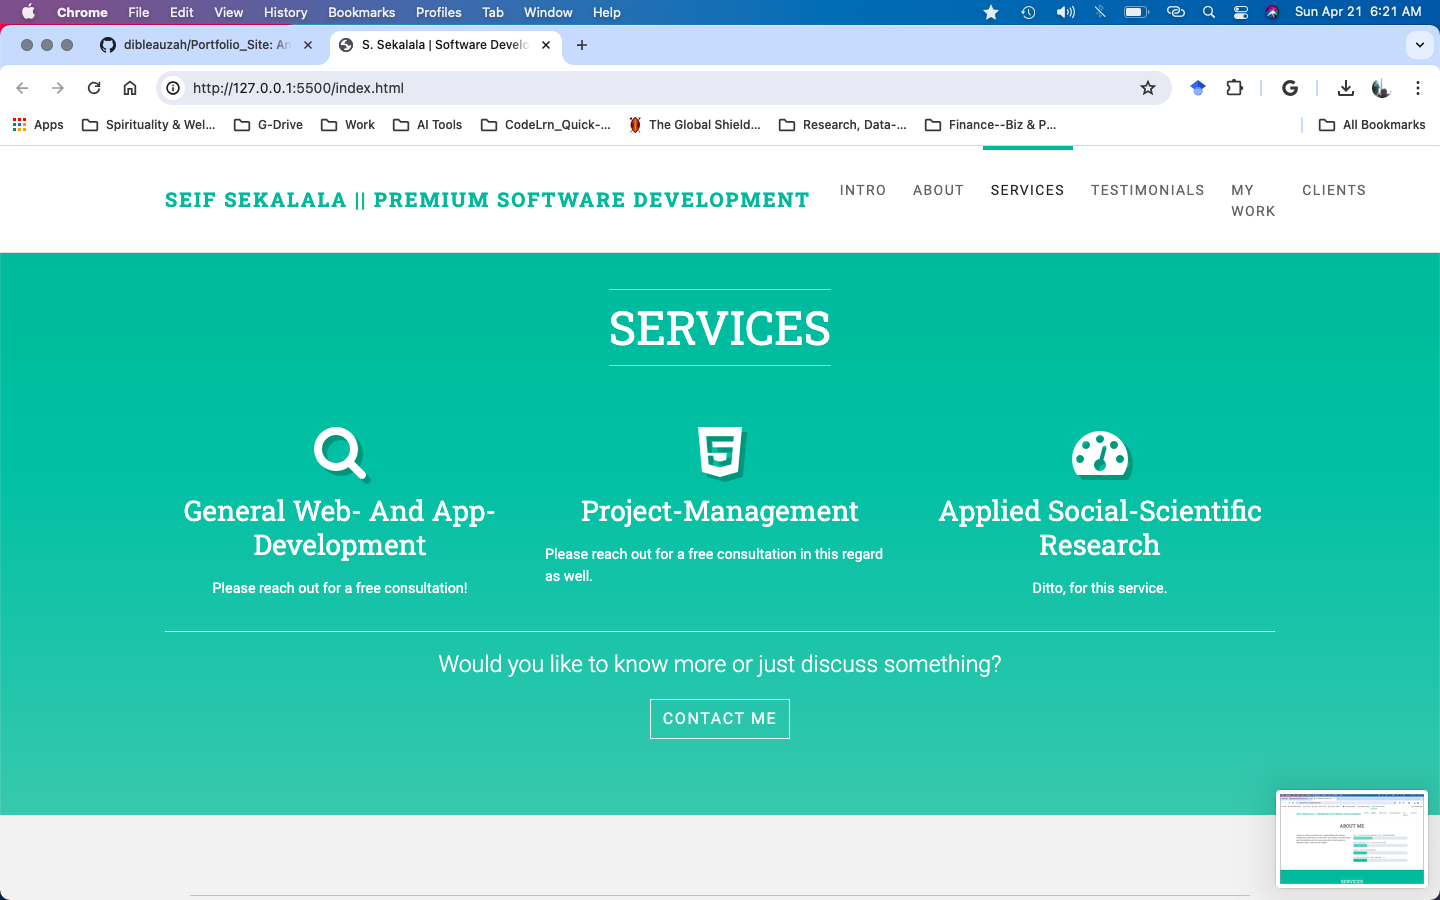 Chrome File Edit View History Bookmarks Profiles Tab Window Help Sun Apr 21 6:21 AM
dibleauzah/Portfolio_Site: An S. Sekalala | Software Develo
http://127.0.0.1:5500/index.html
Apps Spirituality & Wel... G-Drive Work AI Tools CodeLrn_Quick-... The Global Shield... Research, Data-... Finance--Biz & P... All Bookmarks
SEIF SEKALALA || PREMIUM SOFTWARE DEVELOPMENT
INTRO ABOUT SERVICES TESTIMONIALS MY CLIENTS
WORK
SERVICES
General Web- And App-
Development
Please reach out for a free consultation!
Project-Management
Please reach out for a free consultation in this regard
as well.
Applied Social-Scientific
Research
Ditto, for this service.
Would you like to know more or just discuss something?
CONTACT ME
ABOUT ME
SERVICES